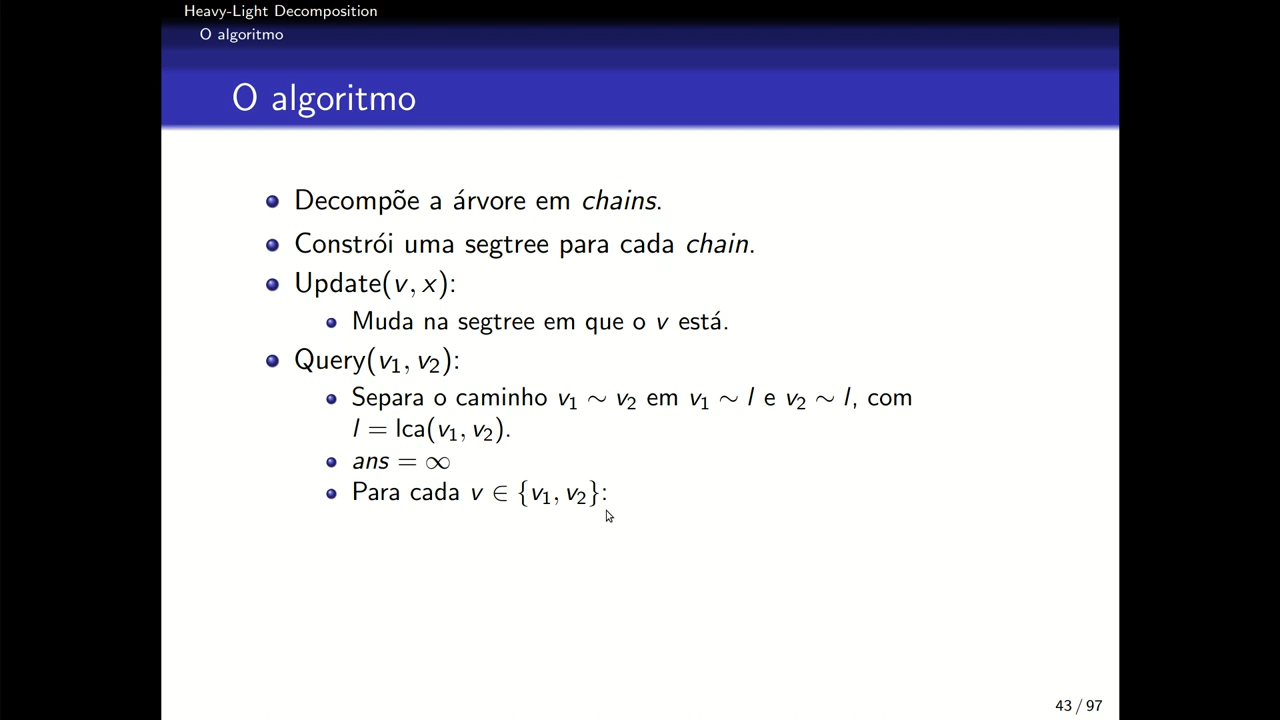 Heavy-Light Decomposition
O algoritmo
O algoritmo
Decompõe a árvore em chains.
Constrói uma segtree para cada chain.
Update(v, x):
Muda na segtree em que o v está.
Query(v₁, v₂):
Separa o caminho v₁ ∼ v₂ em v₁ ∼ l e v₂ ∼ l, com
l = lca(v₁, v₂).
ans = ∞
Para cada v ∈ {v₁, v₂}:
43 / 97